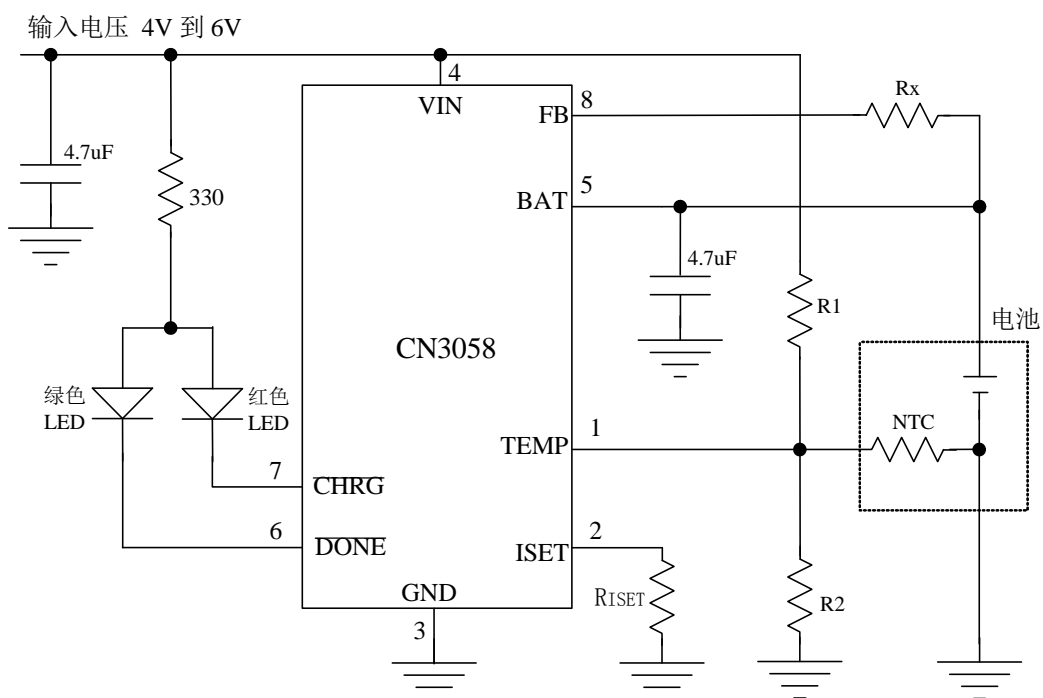 输入电压 4V 到 6V
4
VIN
FB
8
Rx
4.7uF
330
BAT
5
4.7uF
R1
CN3058
电池
绿色
LED
红色
LED
NTC
TEMP
1
7
CHRG
6
DONE
ISET
2
RISET
R2
GND
3